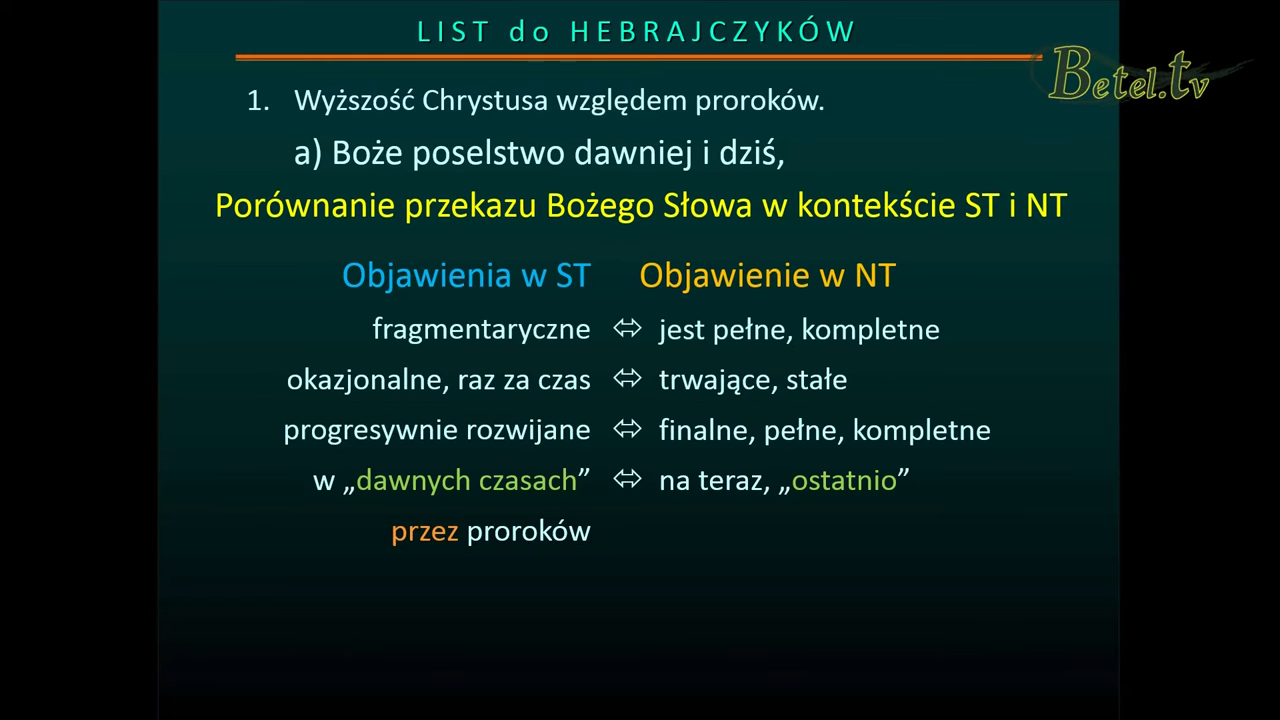 LIST do HEBRAJCZYKÓW
Betel.tv
1. Wyższość Chrystusa względem proroków.
a) Boże poselstwo dawniej i dziś,
Porównanie przekazu Bożego Słowa w kontekście ST i NT
Objawienia w ST Objawienie w NT
fragmentaryczne ⬄ jest pełne, kompletne
okazjonalne, raz za czas ⬄ trwające, stałe
progresywnie rozwijane ⬄ finalne, pełne, kompletne
w „dawnych czasach” ⬄ na teraz, „ostatnio”
przez proroków